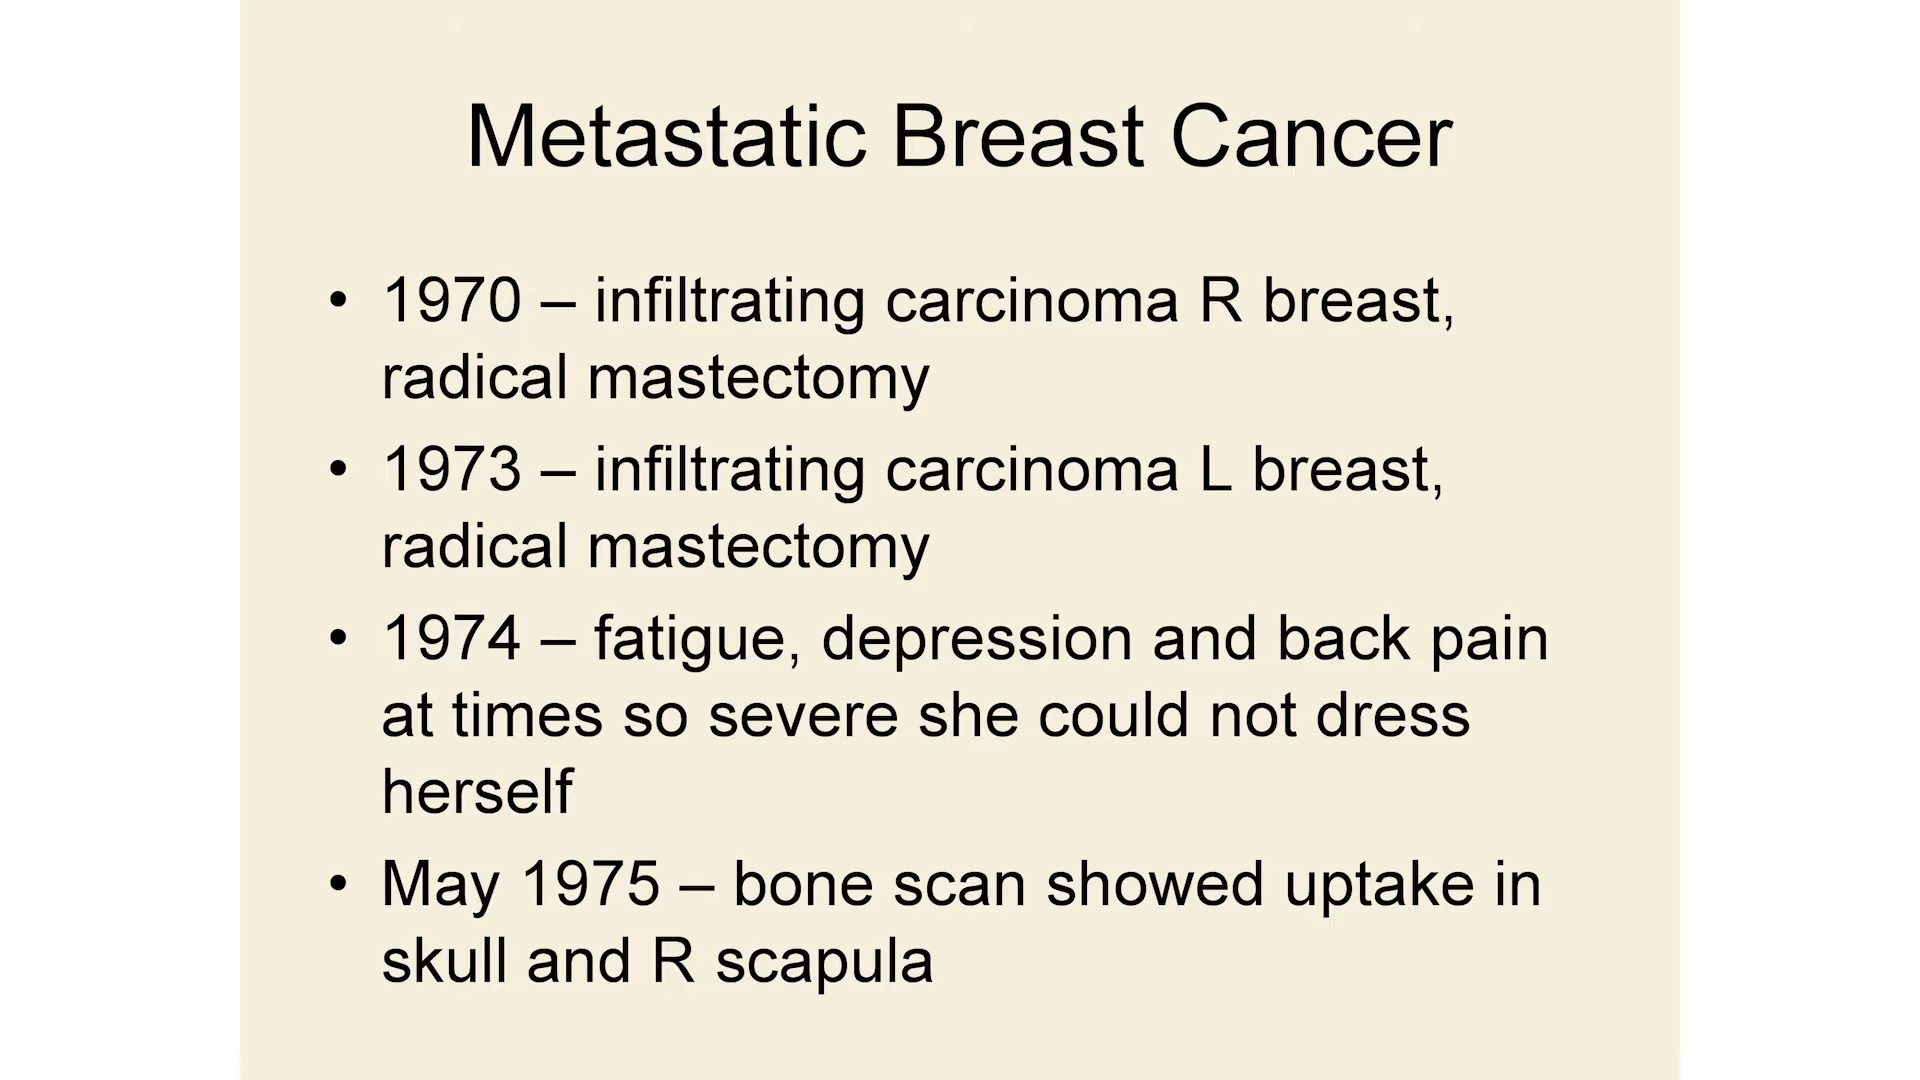 Metastatic Breast Cancer
• 1970 – infiltrating carcinoma R breast,
radical mastectomy
• 1973 – infiltrating carcinoma L breast,
radical mastectomy
• 1974 – fatigue, depression and back pain
at times so severe she could not dress
herself
• May 1975 – bone scan showed uptake in
skull and R scapula